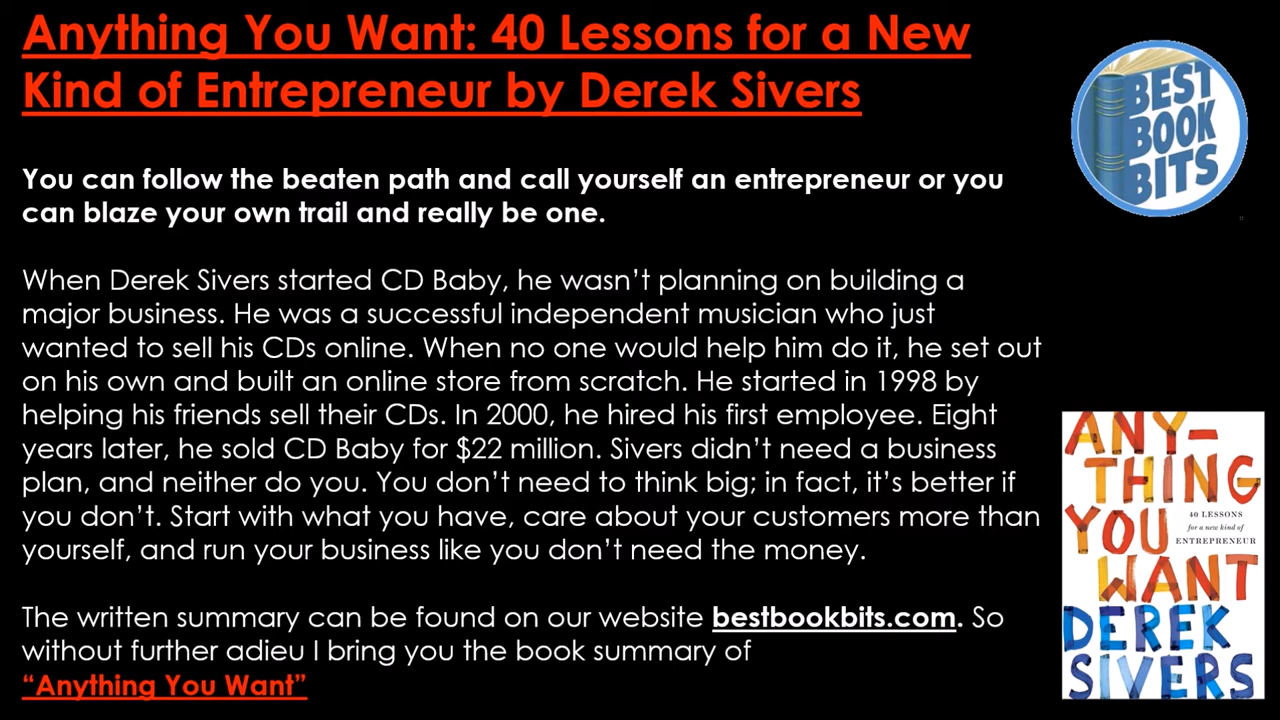 Anything You Want: 40 Lessons for a New
Kind of Entrepreneur by Derek Sivers
BEST
BOOK
BITS
You can follow the beaten path and call yourself an entrepreneur or you
can blaze your own trail and really be one.
When Derek Sivers started CD Baby, he wasn’t planning on building a
major business. He was a successful independent musician who just
wanted to sell his CDs online. When no one would help him do it, he set out
on his own and built an online store from scratch. He started in 1998 by
helping his friends sell their CDs. In 2000, he hired his first employee. Eight
years later, he sold CD Baby for $22 million. Sivers didn’t need a business
plan, and neither do you. You don’t need to think big; in fact, it’s better if
you don’t. Start with what you have, care about your customers more than
yourself, and run your business like you don’t need the money.
The written summary can be found on our website bestbookbits.com. So
without further adieu I bring you the book summary of
“Anything You Want”
ANY-
THING
YOU
40 LESSONS
for a new kind of
ENTREPRENEUR
WANT
DEREK
SIVERS